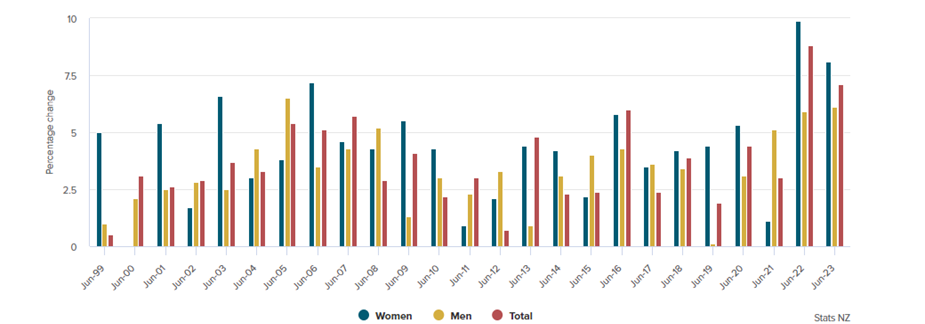 10
7.5
5
2.5
0
Percentage change
Jun-99
Jun-00
Jun-01
Jun-02
Jun-03
Jun-04
Jun-05
Jun-06
Jun-07
Jun-08
Jun-09
Jun-10
Jun-11
Jun-12
Jun-13
Jun-14
Jun-15
Jun-16
Jun-17
Jun-18
Jun-19
Jun-20
Jun-21
Jun-22
Jun-23
Women Men Total
Stats NZ